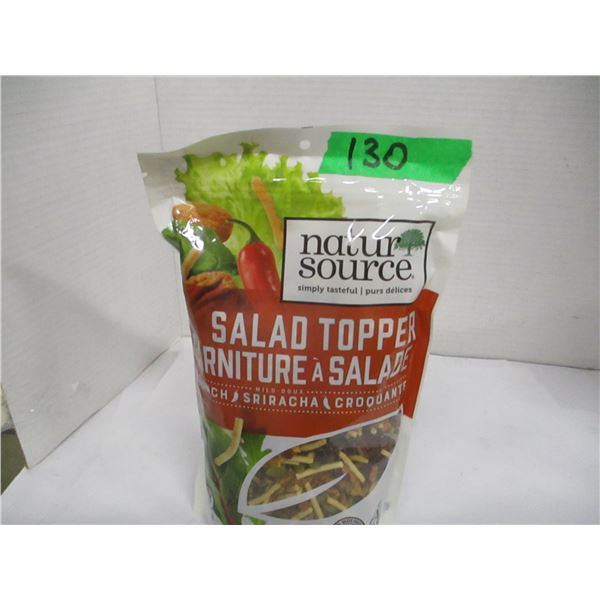 130
natur
source
simply tasteful | purs délices
SALAD TOPPER
RNITURE À SALADE
MILD-DOUX
CH SRIRACHA CROQUANTE